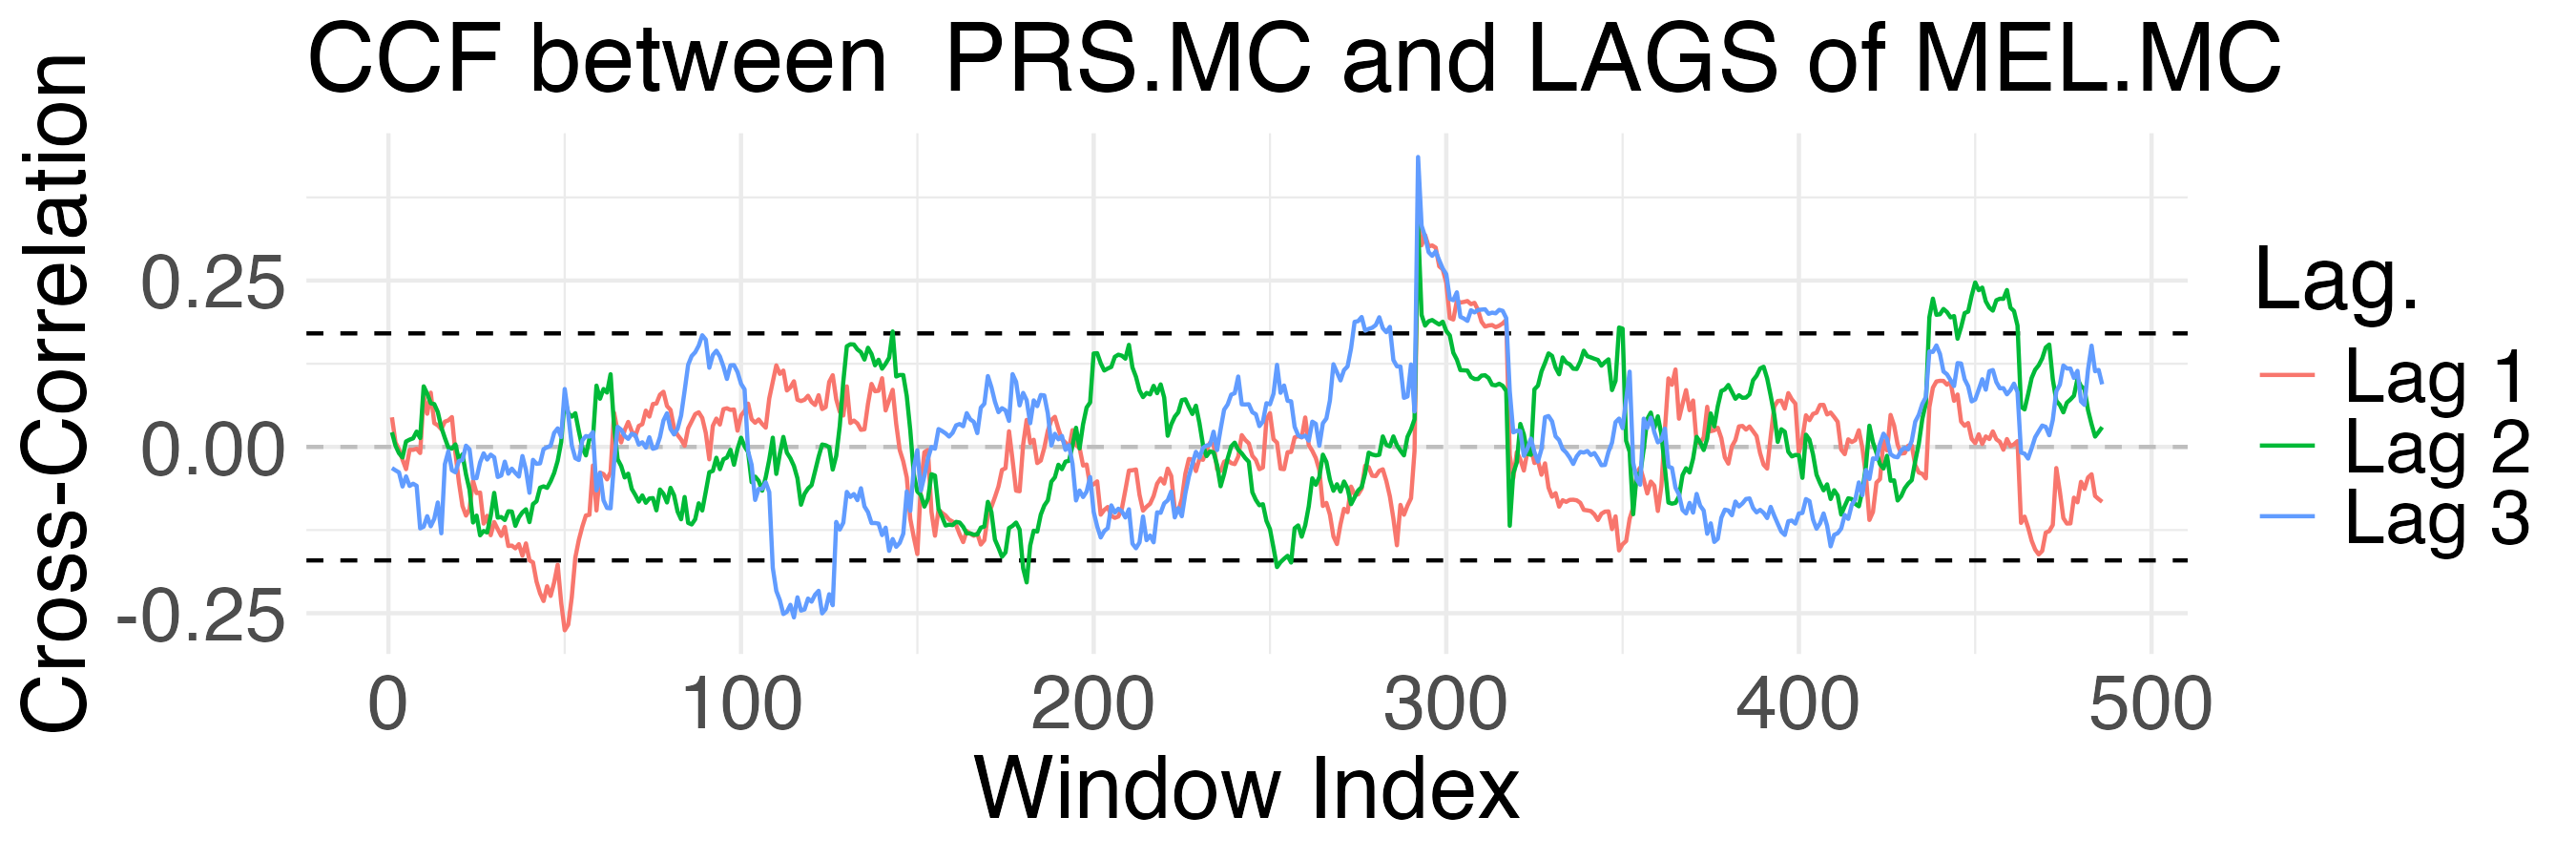 CCF between  PRS.MC and LAGS of MEL.MC
Cross-Correlation
0.25
0.00
-0.25
0 100 200 300 400 500
Window Index
Lag.
Lag 1
Lag 2
Lag 3